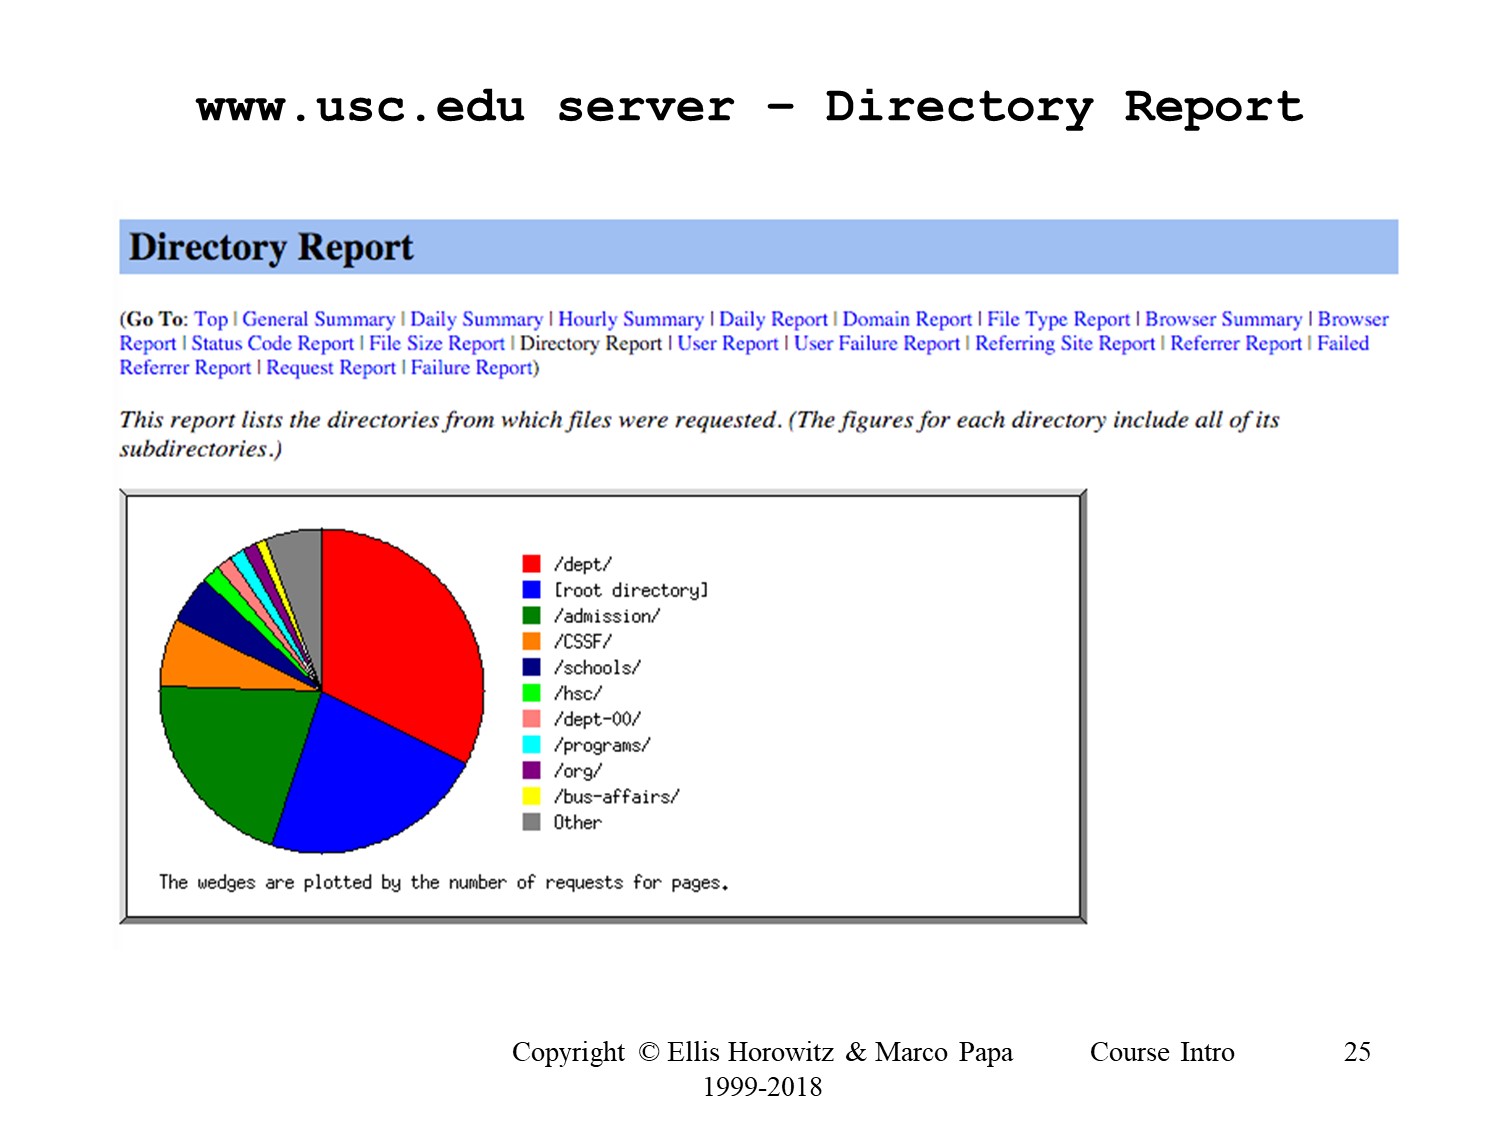 www.usc.edu server – Directory Report
Directory Report
(Go To: Top | General Summary | Daily Summary | Hourly Summary | Daily Report | Domain Report | File Type Report | Browser Summary | Browser
Report | Status Code Report | File Size Report | Directory Report | User Report | User Failure Report | Referring Site Report | Referrer Report | Failed
Referrer Report | Request Report | Failure Report)
This report lists the directories from which files were requested. (The figures for each directory include all of its
subdirectories.)
/dept/
[root directory]
/admission/
/CSSF/
/schools/
/hsc/
/dept-00/
/programs/
/org/
/bus-affairs/
Other
The wedges are plotted by the number of requests for pages.
Copyright © Ellis Horowitz & Marco Papa
1999-2018
Course Intro
25